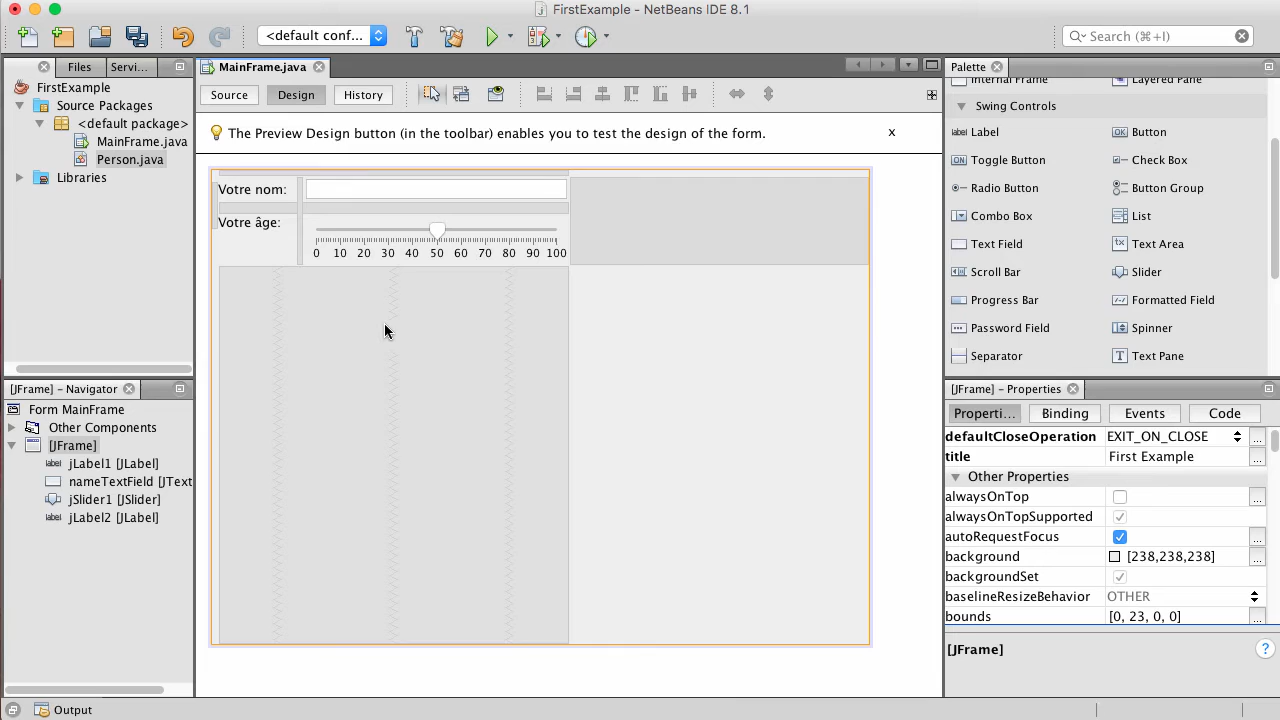 FirstExample - NetBeans IDE 8.1
<default conf...
Search (⌘+I)
Files
Servi...
FirstExample
Source Packages
<default package>
MainFrame.java
Person.java
Libraries
MainFrame.java
Source
Design
History
The Preview Design button (in the toolbar) enables you to test the design of the form.
x
Votre nom:
Votre âge:
0 10 20 30 40 50 60 70 80 90 100
Palette
Internal Frame
Layered Pane
Swing Controls
label Label
OK Button
ON Toggle Button
Check Box
Radio Button
Button Group
Combo Box
List
Text Field
Text Area
Scroll Bar
Slider
Progress Bar
Formatted Field
Password Field
Spinner
Separator
T Text Pane
[JFrame] - Navigator
Form MainFrame
Other Components
[JFrame]
label jLabel1 [JLabel]
nameTextField [JText
jSlider1 [JSlider]
label jLabel2 [JLabel]
[JFrame] - Properties
Properti...
Binding
Events
Code
defaultCloseOperation EXIT_ON_CLOSE ...
title First Example ...
Other Properties
alwaysOnTop ...
alwaysOnTopSupported
autoRequestFocus ...
background [238,238,238] ...
backgroundSet
baselineResizeBehavior OTHER
bounds [0, 23, 0, 0] ...
[JFrame]
?
Output